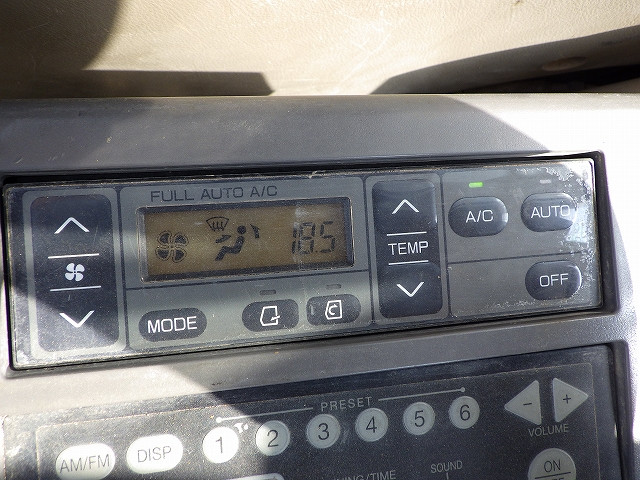 FULL AUTO A/C
18.5
TEMP
A/C
AUTO
OFF
MODE
PRESET
AM/FM
DISP
1 2 3 4 5 6
- +
VOLUME
SOUND
ON